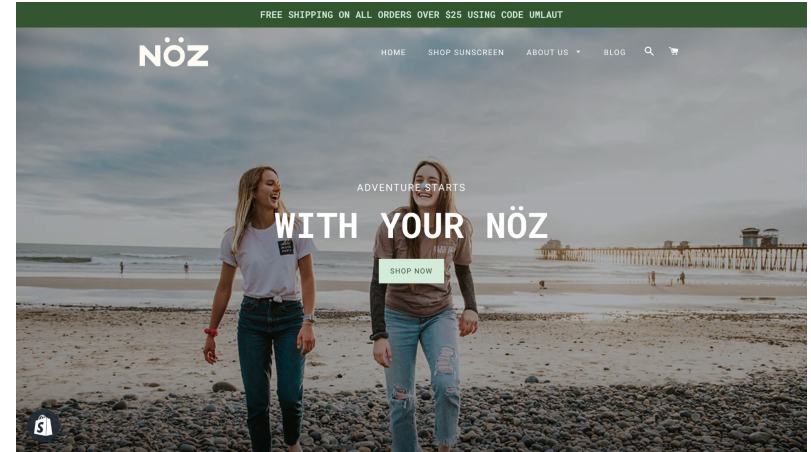 FREE SHIPPING ON ALL ORDERS OVER $25 USING CODE UMLAUT
NÖZ
HOME SHOP SUNSCREEN ABOUT US BLOG
ADVENTURE STARTS
WITH YOUR NÖZ
SHOP NOW